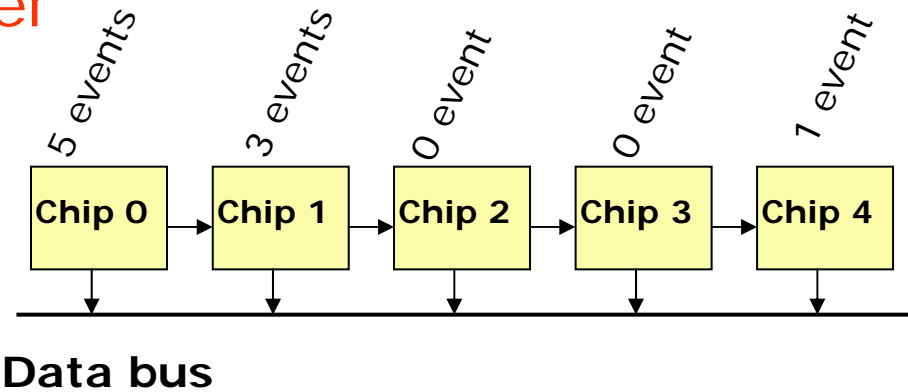 er
5 events
3 events
0 event
0 event
1 event
Chip 0
Chip 1
Chip 2
Chip 3
Chip 4
Data bus